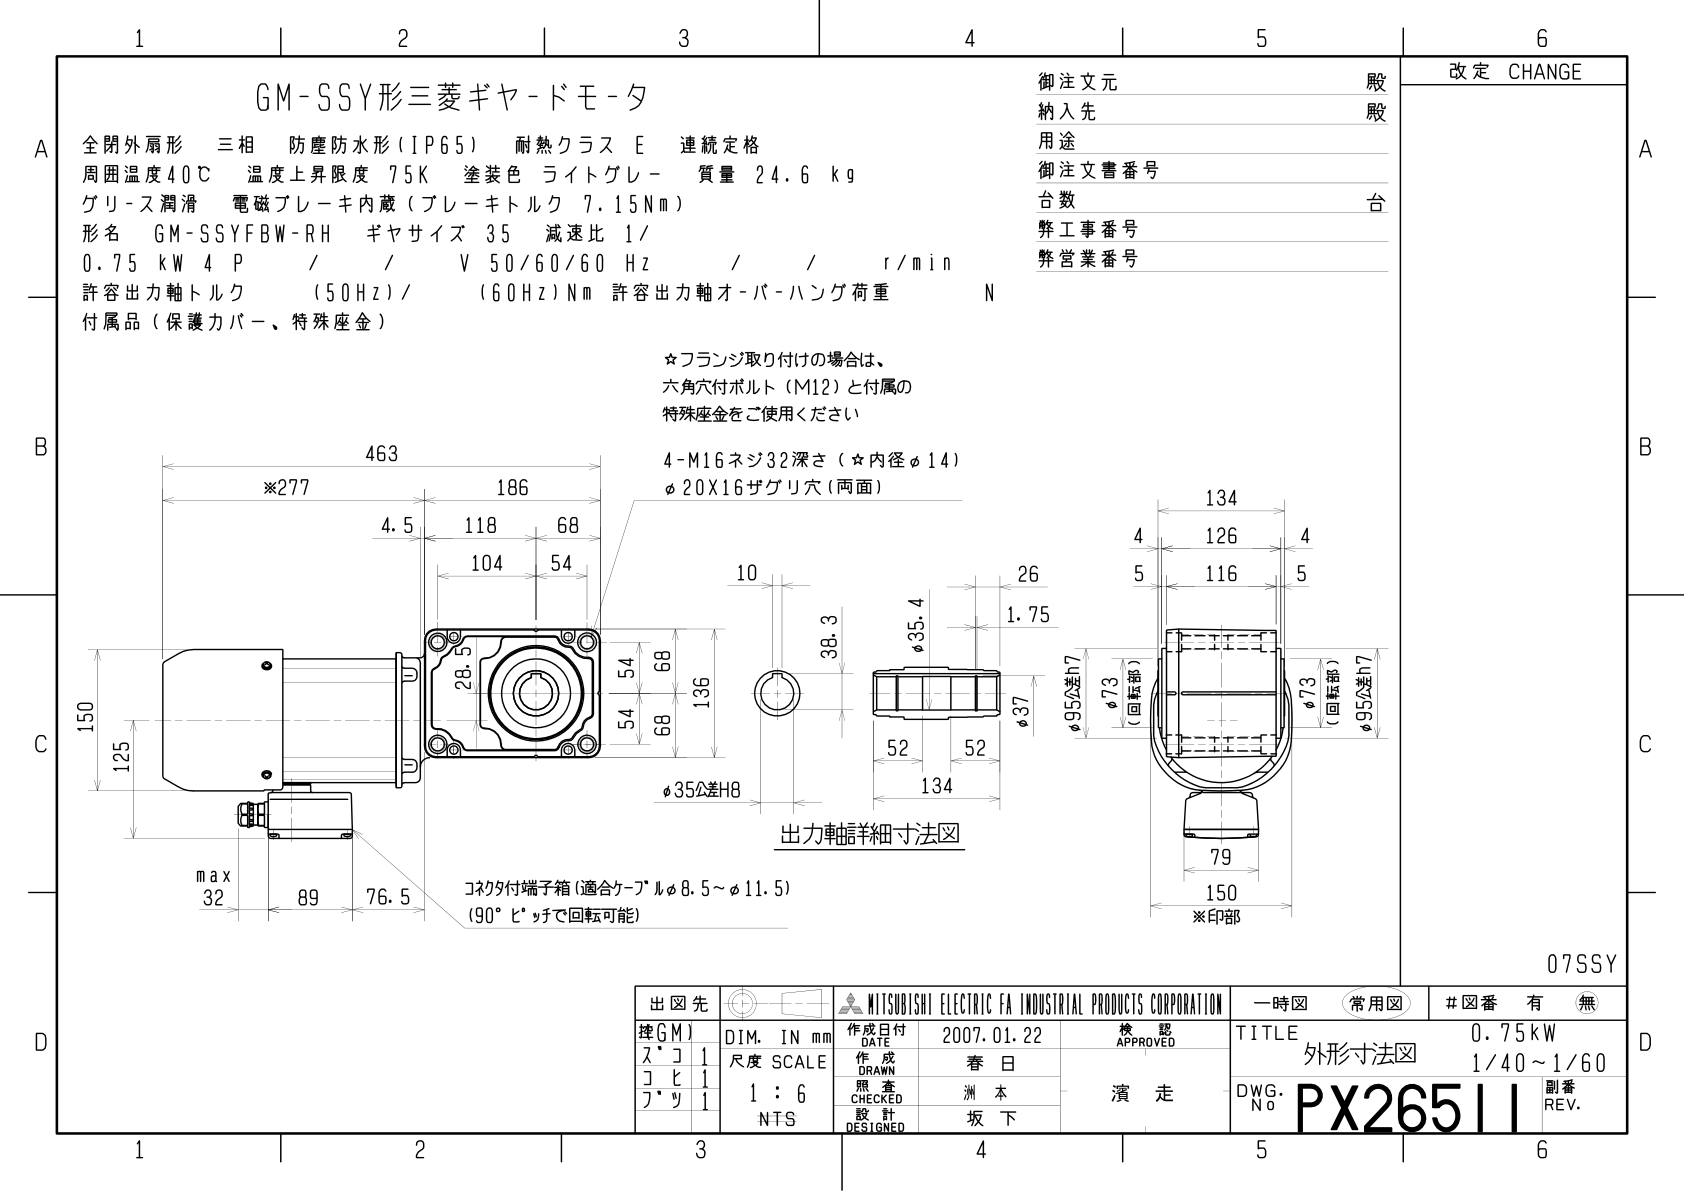 1 2 3 4 5 6
改定 CHANGE
A
A
GM-SSY形三菱ギヤ-ドモ-タ
全閉外扇形 三相 防塵防水形(IP65) 耐熱クラス E 連続定格
周囲温度40℃ 温度上昇限度 75K 塗装色 ライトグレー 質量 24.6 kg
グリ-ス潤滑 電磁ブレーキ内蔵(ブレーキトルク 7.15Nm)
形名 GM-SSYFBW-RH ギヤサイズ 35 減速比 1/
0.75 kW 4 P / / V 50/60/60 Hz / / r/min
許容出力軸トルク (50Hz)/ (60Hz)Nm 許容出力軸オ-バ-ハング荷重 N
付属品(保護カバー、特殊座金)
御注文元 殿
納入先 殿
用途
御注文書番号
台数 台
弊工事番号
弊営業番号
☆フランジ取り付けの場合は、
六角穴付ボルト(M12)と付属の
特殊座金をご使用ください
B
B
4-M16ネジ32深さ(☆内径φ14)
φ20X16ザグリ穴(両面)
463
※277 186
4.5 118 68
104 54
28.5
54 68
54 68
136
150
125
max
32 89 76.5
コネクタ付端子箱(適合ケーブルφ8.5~φ11.5)
(90°ピッチで回転可能)
10
38.3
φ35公差H8
26
1.75
φ35.4
φ37
52 52
134
出力軸詳細寸法図
134
4 126 4
5 116 5
φ95公差h7
φ73
(回転部)
φ73
(回転部)
φ95公差h7
79
150
※印部
C
C
07SSY
D
D
出図先
MITSUBISHI ELECTRIC FA INDUSTRIAL PRODUCTS CORPORATION
一時図 常用図 #図番 有 無
GM)
スコ 1
コヒ 1
ブツ 1
DIM. IN mm
尺度 SCALE
1 : 6
NTS
作成日付
DATE
2007.01.22
作成
DRAWN
春日
照査
CHECKED
洲本
設計
DESIGNED
坂下
検認
APPROVED
濱走
TITLE
外形寸法図
0.75kW
1/40~1/60
DWG.
No
PX26511
副番
REV.
1 2 3 4 5 6